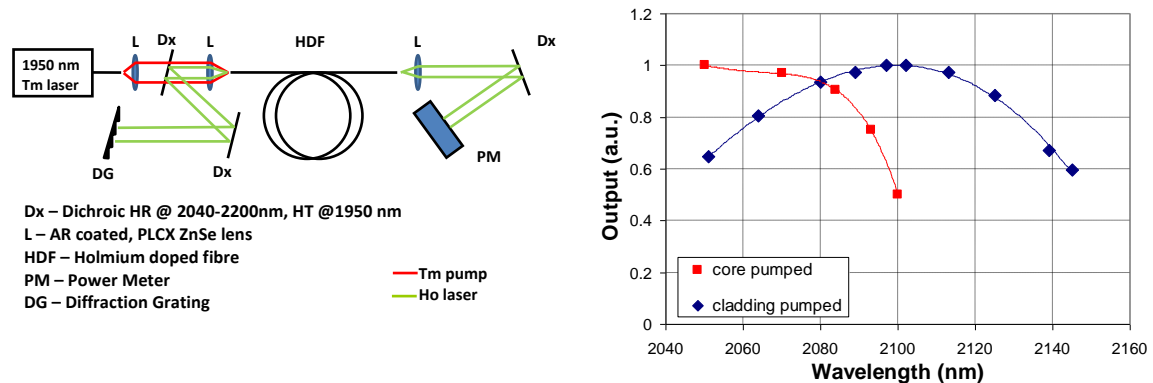 L Dx L HDF L Dx
1950 nm
Tm laser
DG Dx PM
Dx – Dichroic HR @ 2040-2200nm, HT @1950 nm
L – AR coated, PLCX ZnSe lens
HDF – Holmium doped fibre
PM – Power Meter
DG – Diffraction Grating
Tm pump
Ho laser
Output (a.u.)
1.2
1
0.8
0.6
0.4
0.2
0
core pumped
cladding pumped
2040 2060 2080 2100 2120 2140 2160
Wavelength (nm)